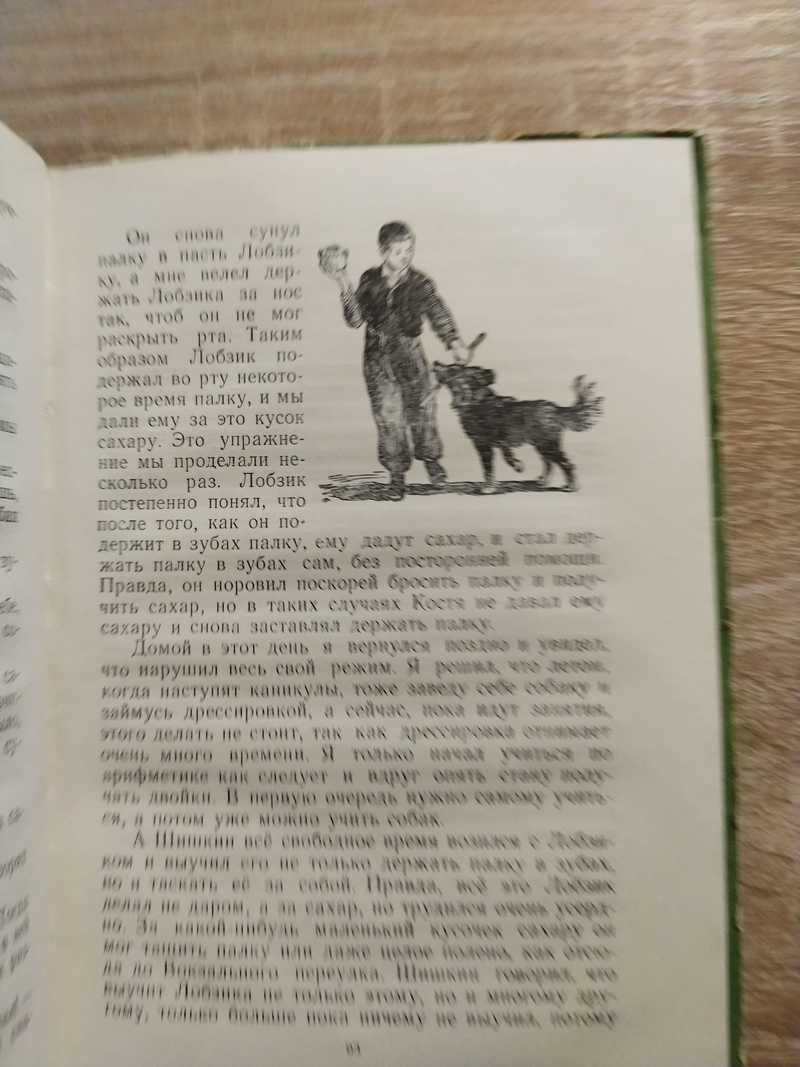 Он снова сунул
палку в пасть Лобзи-
ку, а мне велел дер-
жать Лобзика за нос
так, чтоб он не мог
раскрыть рта. Таким
образом Лобзик по-
держал во рту некото-
рое время палку, и мы
дали ему за это кусок
сахару. Это упражне-
ние мы проделали не-
сколько раз. Лобзик
постепенно понял, что
после того, как он по-
держит в зубах палку, ему дадут сахар, и стал дер-
жать палку в зубах сам, без посторонней помощи.
Правда, он норовил поскорей бросить палку и полу-
чить сахар, но в таких случаях Костя не давал ему
сахару и снова заставлял держать палку.
Домой в этот день я вернулся поздно и увидел,
что нарушил весь свой режим. Я решил, что летом,
когда наступят каникулы, тоже заведу себе собаку и
займусь дрессировкой, а сейчас, пока идут занятия,
этого делать не стоит, так как дрессировка отнимает
очень много времени. Я только начал учиться по
арифметике как следует и вдруг опять стану полу-
чать двойки. В первую очередь нужно самому учить-
ся, а потом уже можно учить собак.
А Шишкин всё свободное время возился с Лобзи-
ком и выучил его не только держать палку в зубах,
но и таскать её за собой. Правда, всё это Лобзик
делал не даром, а за сахар, но трудился очень усерд-
но. За какой-нибудь маленький кусочек сахару он
мог тащить палку или даже целое полено, как отсю-
да до Вокзального переулка. Шишкин говорил, что
выучит Лобзика не только этому, но и многому дру-
гому, только больше пока ничему не выучил, потому